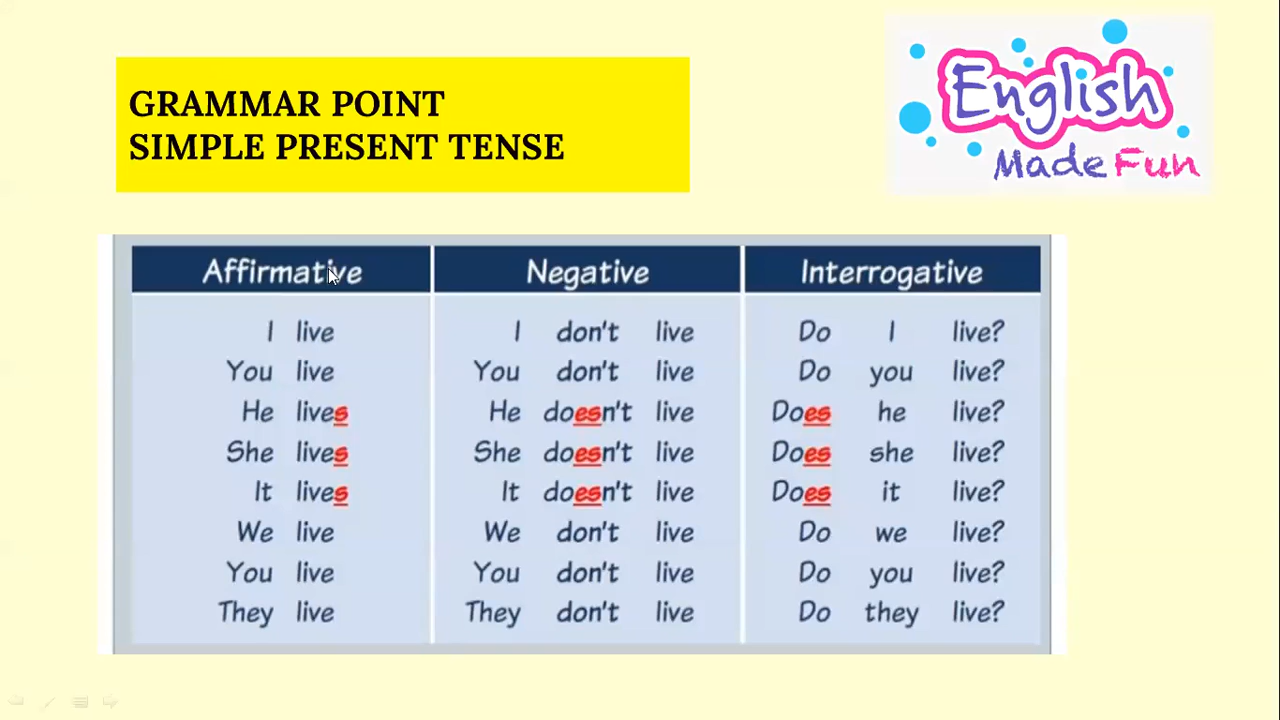 GRAMMAR POINT
SIMPLE PRESENT TENSE
English
Made Fun
Affirmative Negative Interrogative
I live I don't live Do I live?
You live You don't live Do you live?
He lives He doesn't live Does he live?
She lives She doesn't live Does she live?
It lives It doesn't live Does it live?
We live We don't live Do we live?
You live You don't live Do you live?
They live They don't live Do they live?